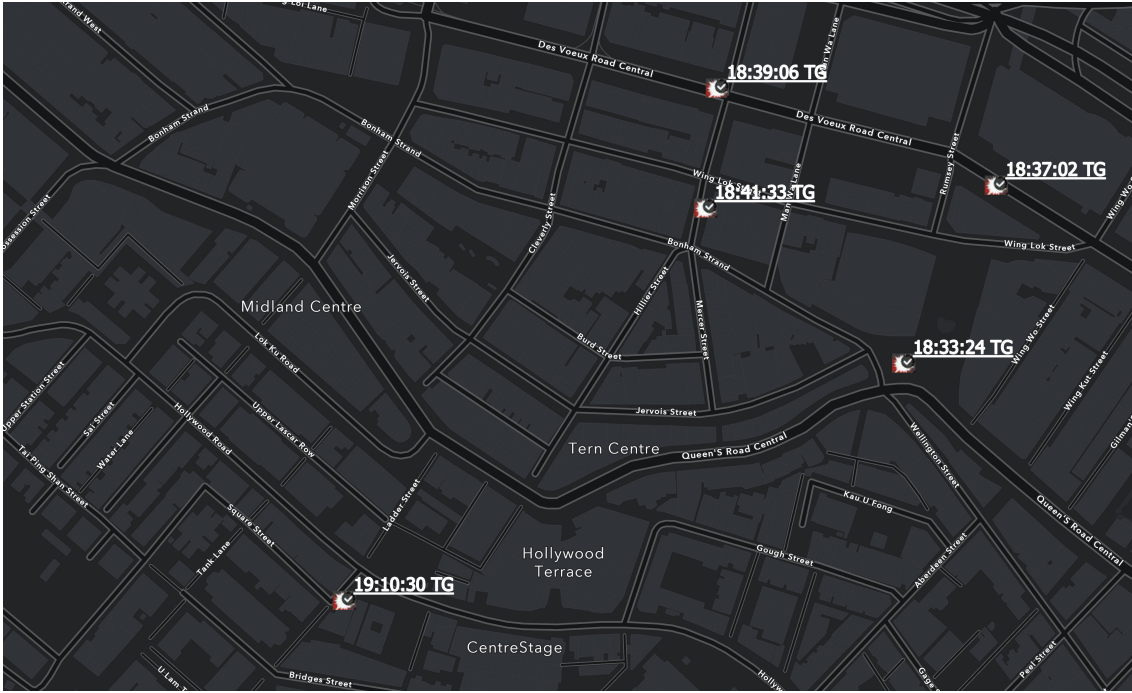 Des Voeux Road Central
18:39:06 TG
Bonham Strand
Bonham Strand
Des Voeux Road Central
Morrison Street
Rumsey Street
18:37:02 TG
Wing Lok
18:41:33 TG
Cleverly Street
Wing Lok Street
Bonham Strand
Jervois Street
Hillier Street
Midland Centre
Mercer Street
Burd Street
Wing Wo Street
18:33:24 TG
Lok Ku Road
Upper Station Street
Wing Kut Street
Sai Street
Upper Lascar Row
Hollywood Road
Jervois Street
Water Lane
Tern Centre
Queen'S Road Central
Wellington Street
Tai Ping Shan Street
Ladder Street
Kau U Fong
Queen'S Road Central
Square Street
Tank Lane
Hollywood
Terrace
Gough Street
Aberdeen Street
19:10:30 TG
CentreStage
Peel Street
Bridges Street